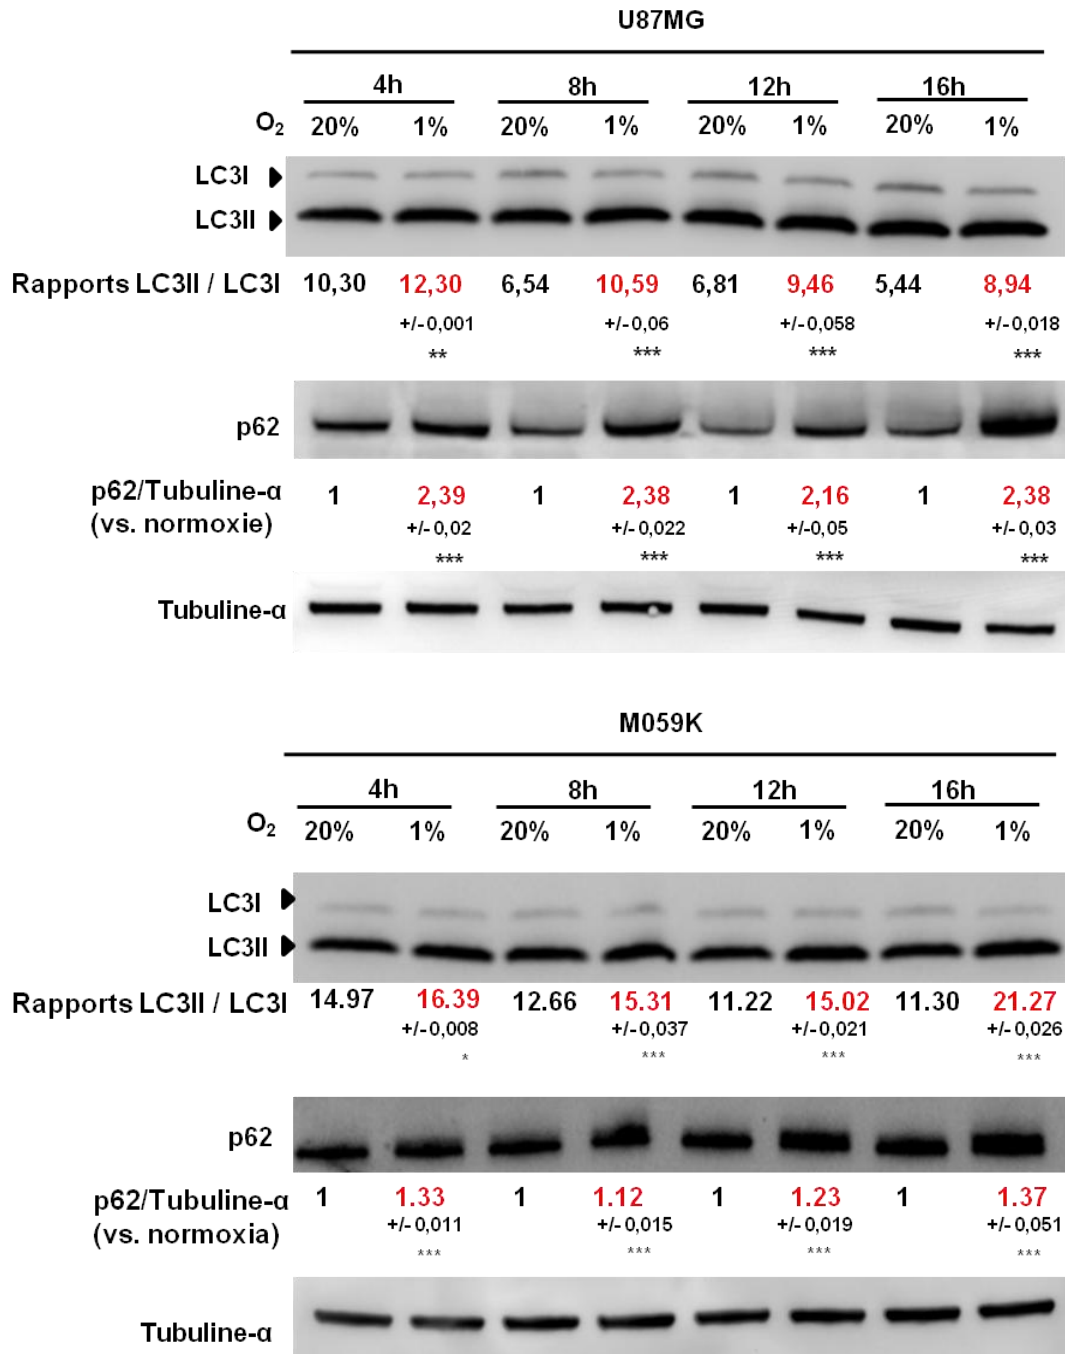 U87MG
4h 8h 12h 16h
O₂ 20% 1% 20% 1% 20% 1% 20% 1%
LC3I
LC3II
Rapports LC3II / LC3I 10,30 12,30 6,54 10,59 6,81 9,46 5,44 8,94
+/-0,001 +/-0,06 +/-0,058 +/-0,018
** *** *** ***
p62
p62/Tubuline-α 1 2,39 1 2,38 1 2,16 1 2,38
(vs. normoxie) +/-0,02 +/-0,022 +/-0,05 +/-0,03
*** *** *** ***
Tubuline-α
M059K
4h 8h 12h 16h
O₂ 20% 1% 20% 1% 20% 1% 20% 1%
LC3I
LC3II
Rapports LC3II / LC3I 14.97 16.39 12.66 15.31 11.22 15.02 11.30 21.27
+/-0,008 +/-0,037 +/-0,021 +/-0,026
* *** *** ***
p62
p62/Tubuline-α 1 1.33 1 1.12 1 1.23 1 1.37
(vs. normoxia) +/-0,011 +/-0,015 +/-0,019 +/-0,051
*** *** *** ***
Tubuline-α